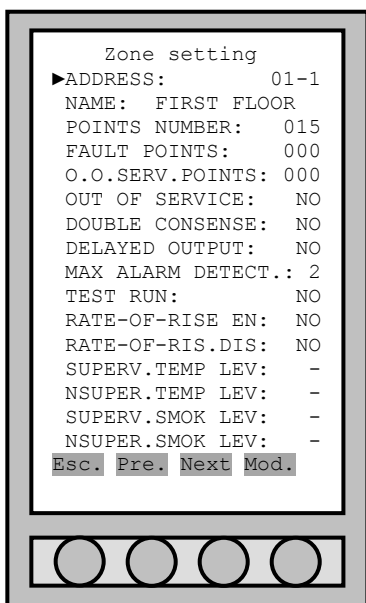 Zone setting
►ADDRESS: 01-1
NAME: FIRST FLOOR
POINTS NUMBER: 015
FAULT POINTS: 000
O.O.SERV.POINTS: 000
OUT OF SERVICE: NO
DOUBLE CONSENSE: NO
DELAYED OUTPUT: NO
MAX ALARM DETECT.: 2
TEST RUN: NO
RATE-OF-RISE EN: NO
RATE-OF-RIS.DIS: NO
SUPERV.TEMP LEV: -
NSUPER.TEMP LEV: -
SUPERV.SMOK LEV: -
NSUPER.SMOK LEV: -
Esc. Pre. Next Mod.